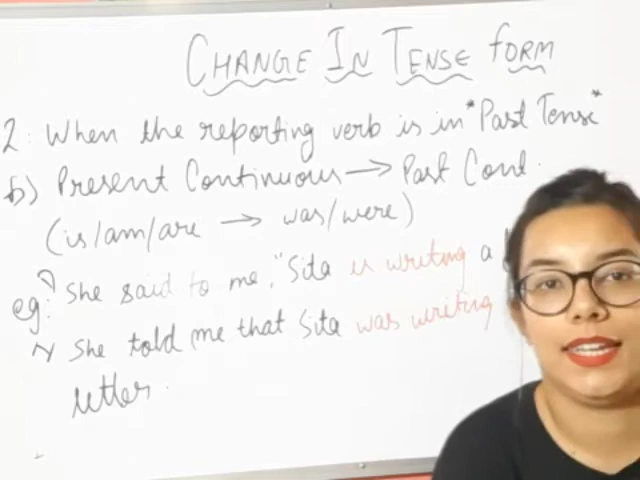 CHANGE IN TENSE FORM
2. When the reporting verb is in "Past Tense"
b) Present Continuous → Past Cont.
(is/am/are → was/were)
eg: She said to me, "Sita is writing a
She told me that Sita was writing
letter.